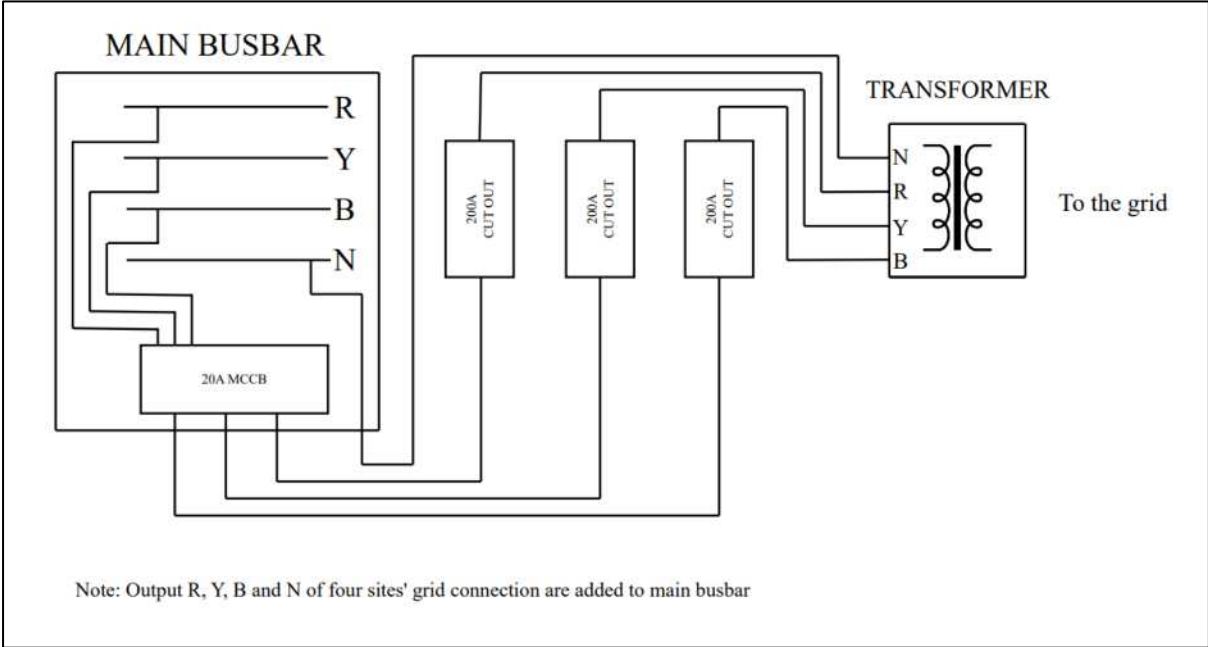 MAIN BUSBAR
R
Y
B
N
20A MCCB
200A
CUT OUT
200A
CUT OUT
200A
CUT OUT
TRANSFORMER
N
R
Y
B
To the grid
Note: Output R, Y, B and N of four sites' grid connection are added to main busbar